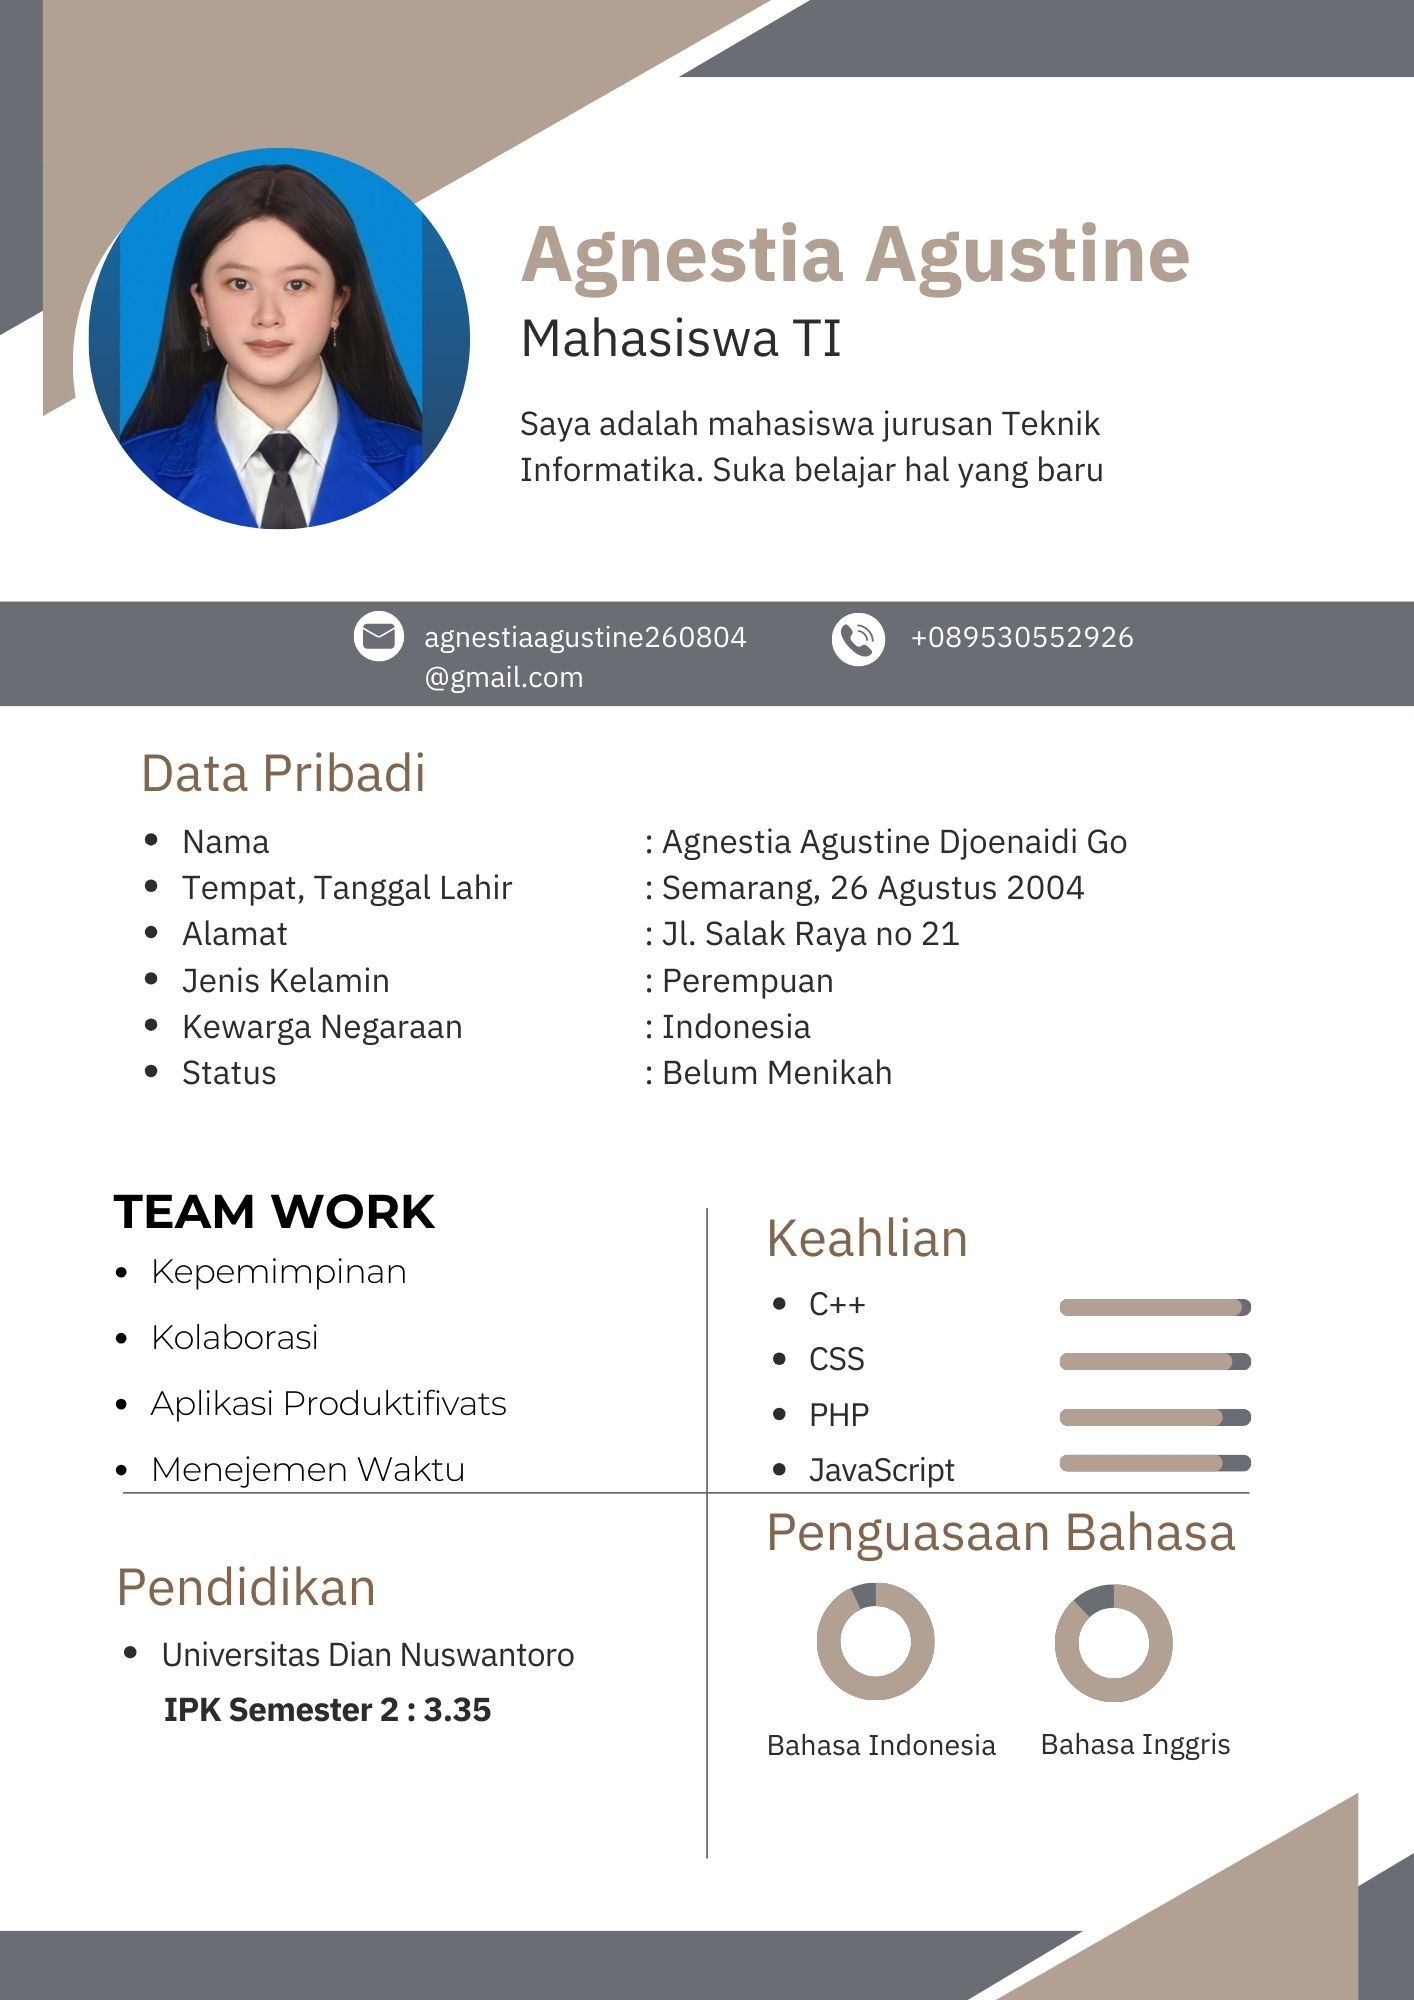 Agnestia Agustine
Mahasiswa TI
Saya adalah mahasiswa jurusan Teknik
Informatika. Suka belajar hal yang baru
agnestiaagustine260804
@gmail.com
+089530552926
Data Pribadi
• Nama : Agnestia Agustine Djoenaidi Go
• Tempat, Tanggal Lahir : Semarang, 26 Agustus 2004
• Alamat : Jl. Salak Raya no 21
• Jenis Kelamin : Perempuan
• Kewarga Negaraan : Indonesia
• Status : Belum Menikah
TEAM WORK
• Kepemimpinan
• Kolaborasi
• Aplikasi Produktifivats
• Menejemen Waktu
Keahlian
• C++
• CSS
• PHP
• JavaScript
Pendidikan
• Universitas Dian Nuswantoro
IPK Semester 2 : 3.35
Penguasaan Bahasa
Bahasa Indonesia
Bahasa Inggris